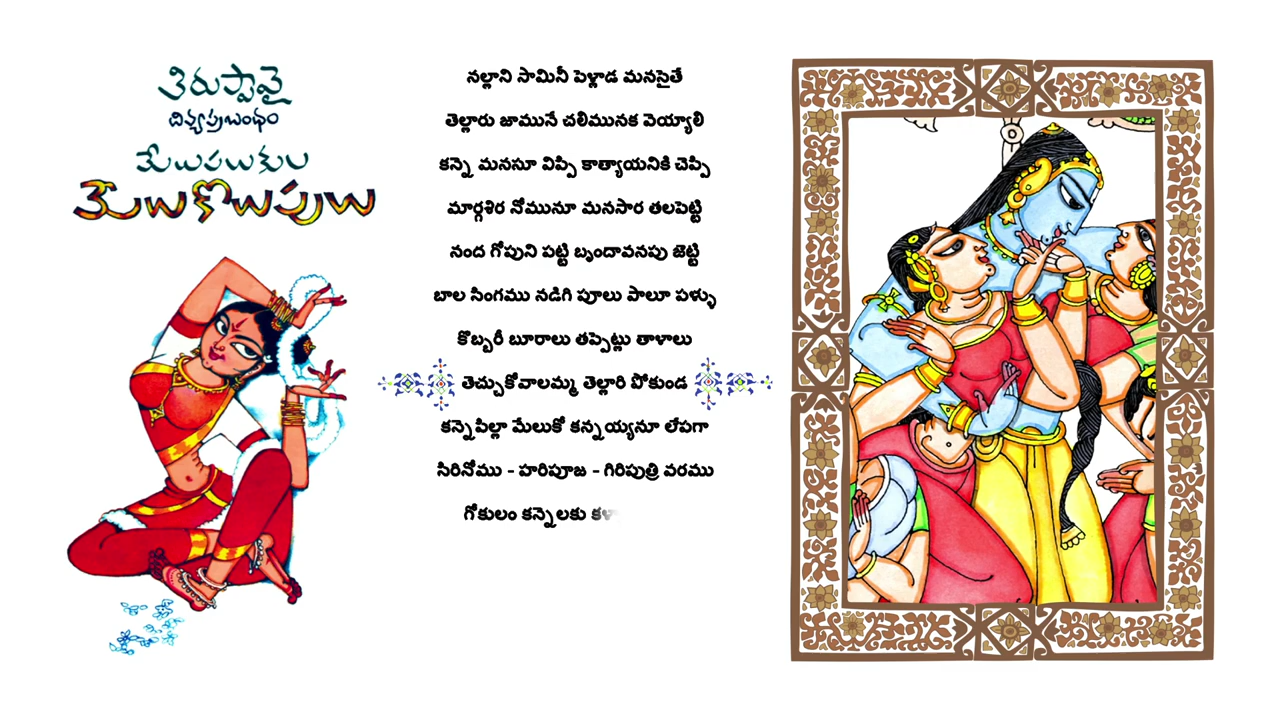 తిరుప్పావై
దివ్యప్రబంధం
మేలుపలుకుల
మేలుకొలుపులు
నల్లాని సామినీ పెళ్లాడ మనసైతే
తెల్లారు జామునే చలిమునక వెయ్యాలి
కన్నె మనసూ విప్పి కాత్యాయనికి చెప్పి
మార్గశిర నోమునూ మనసార తలపెట్టి
నంద గోపుని పట్టి బృందావనపు జెట్టి
బాల సింగము నడిగి పూలు పాలూ పళ్ళు
కొబ్బరీ బూరాలు తప్పెట్లు తాళాలు
తెచ్చుకోవాలమ్మ తెల్లారి పోకుండ
కన్నెపిల్లా మేలుకో కన్నయ్యనూ లేపగా
సిరినోము - హరిపూజ - గిరిపుత్రి వరము
గోకులం కన్నెలకు